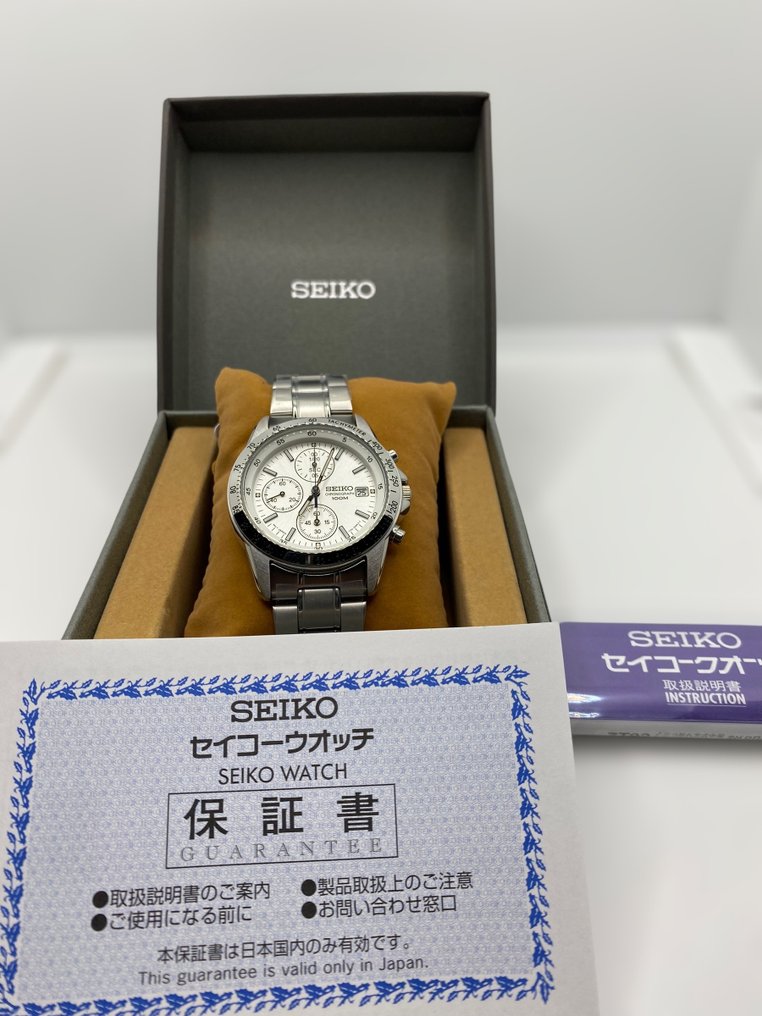 SEIKO
TACHYMETER
SEIKO
CHRONOGRAPH
100M
SEIKO
セイコークオー
取扱説明書
INSTRUCTION
SEIKO
セイコーウオッチ
SEIKO WATCH
保証書
GUARANTEE
●取扱説明書のご案内
●製品取扱上のご注意
●ご使用になる前に
●お問い合わせ窓口
本保証書は日本国内のみ有効です。
This guarantee is valid only in Japan.